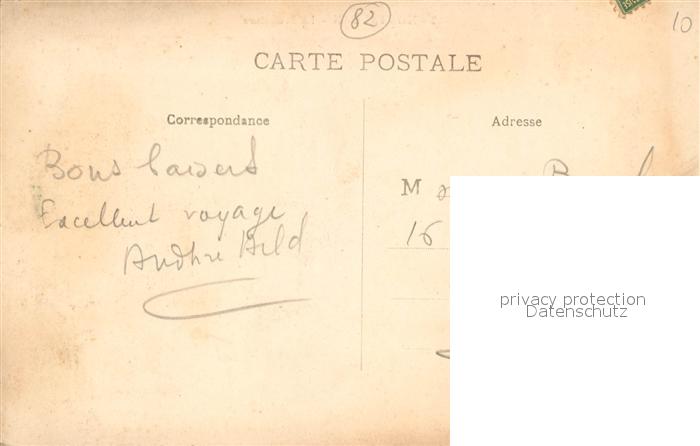 82
10
CARTE POSTALE
Correspondance
Adresse
Bons baisers
Excellent voyage
M
16
privacy protection
Datenschutz